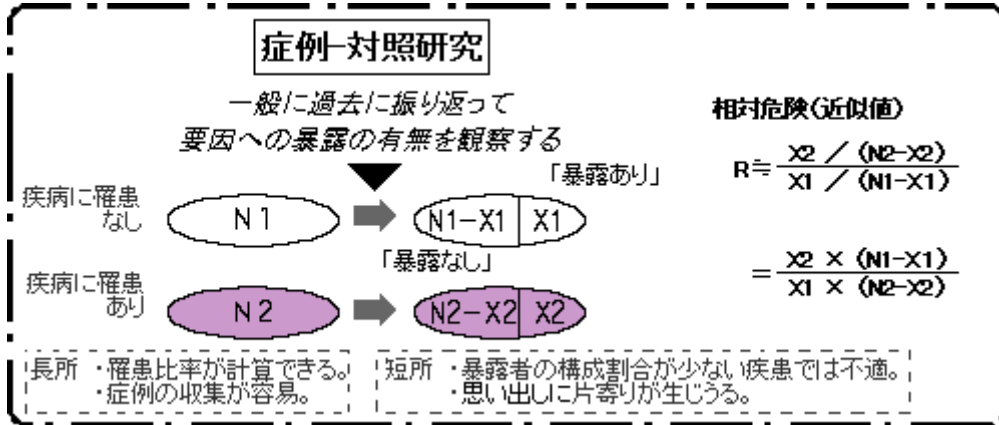 症例-対照研究
一般に過去に振り返って
要因への暴露の有無を観察する
「暴露あり」
疾病に罹患
なし
N1
N1-X1
X1
「暴露なし」
疾病に罹患
あり
N2
N2-X2
X2
相対危険(近似値)
R≒ X2 / (N2-X2)
X1 / (N1-X1)
= X2 × (N1-X1)
X1 × (N2-X2)
長所 ・罹患比率が計算できる。
・症例の収集が容易。
短所 ・暴露者の構成割合が少ない疾患では不適。
・思い出しに片寄りが生じうる。